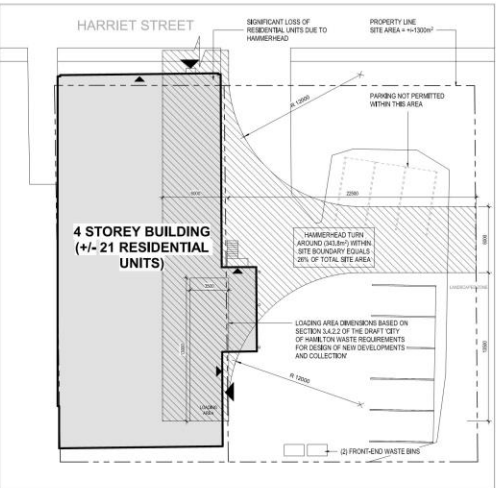 HARRIET STREET
SIGNIFICANT LOSS OF
RESIDENTIAL UNITS DUE TO
HAMMERHEAD
PROPERTY LINE
SITE AREA = +/-1300m²
R 12000
PARKING NOT PERMITTED
WITHIN THIS AREA
4 STOREY BUILDING
(+/- 21 RESIDENTIAL
UNITS)
HAMMERHEAD TURN
AROUND (343.8m²) WITHIN
SITE BOUNDARY EQUALS
26% OF TOTAL SITE AREA
LOADING AREA DIMENSIONS BASED ON
SECTION 3.4.2.2 OF THE DRAFT 'CITY
OF HAMILTON WASTE REQUIREMENTS
FOR DESIGN OF NEW DEVELOPMENTS
AND COLLECTION'
R 12000
LOADING
AREA
(2) FRONT-END WASTE BINS